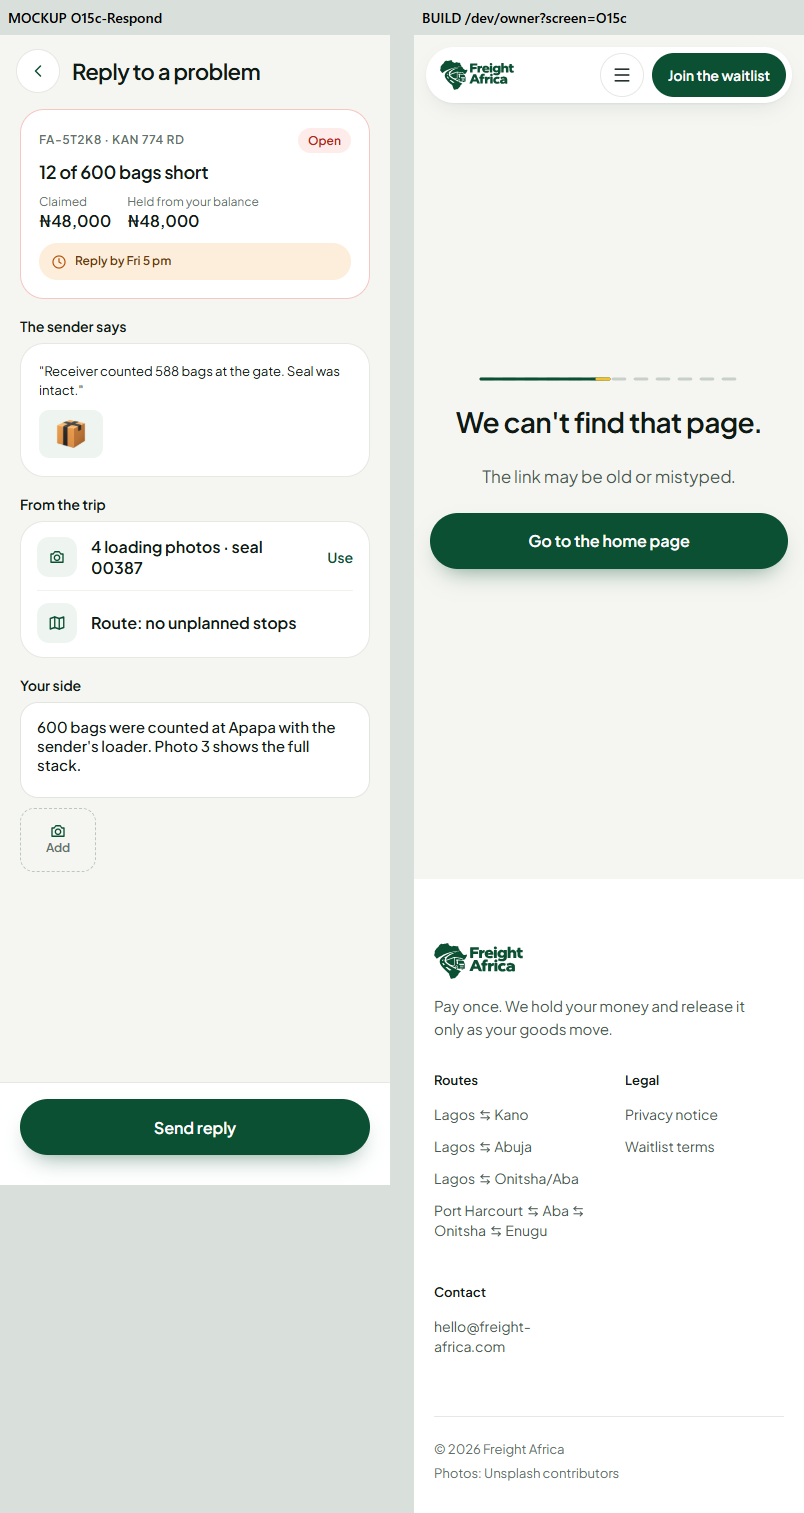 MOCKUP O15c-Respond
Reply to a problem
FA-5T2K8 · KAN 774 RD
Open
12 of 600 bags short
Claimed
Held from your balance
₦48,000
₦48,000
Reply by Fri 5 pm
The sender says
"Receiver counted 588 bags at the gate. Seal was
intact."
From the trip
4 loading photos · seal
00387
Use
Route: no unplanned stops
Your side
600 bags were counted at Apapa with the
sender's loader. Photo 3 shows the full
stack.
Add
Send reply
BUILD /dev/owner?screen=O15c
Freight
Africa
Join the waitlist
We can't find that page.
The link may be old or mistyped.
Go to the home page
Freight
Africa
Pay once. We hold your money and release it
only as your goods move.
Routes
Lagos ⇆ Kano
Lagos ⇆ Abuja
Lagos ⇆ Onitsha/Aba
Port Harcourt ⇆ Aba ⇆
Onitsha ⇆ Enugu
Legal
Privacy notice
Waitlist terms
Contact
hello@freight-
africa.com
© 2026 Freight Africa
Photos: Unsplash contributors